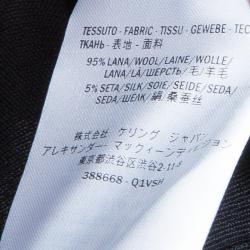 TESSUTO - FABRIC - TISSU - GEWEBE - TEC
ТКАНЬ - 表地 - 面料
95% LANA/WOOL/LAINE/WOLLE/
LANA/LÃ/ШЕРСТЬ/毛/羊毛
5% SETA/SILK/SOIE/SEIDE/SEDA/
SEDA/ШЕЛК/絹/桑蚕丝
株式会社 ケリング ジャパン
アレキサンダー・マックィーンディビジョン
東京都渋谷区渋谷2-11-5
388668 - Q1VSH